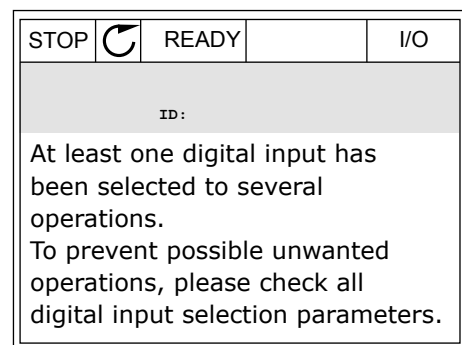 STOP READY I/O
ID:
At least one digital input has
been selected to several
operations.
To prevent possible unwanted
operations, please check all
digital input selection parameters.